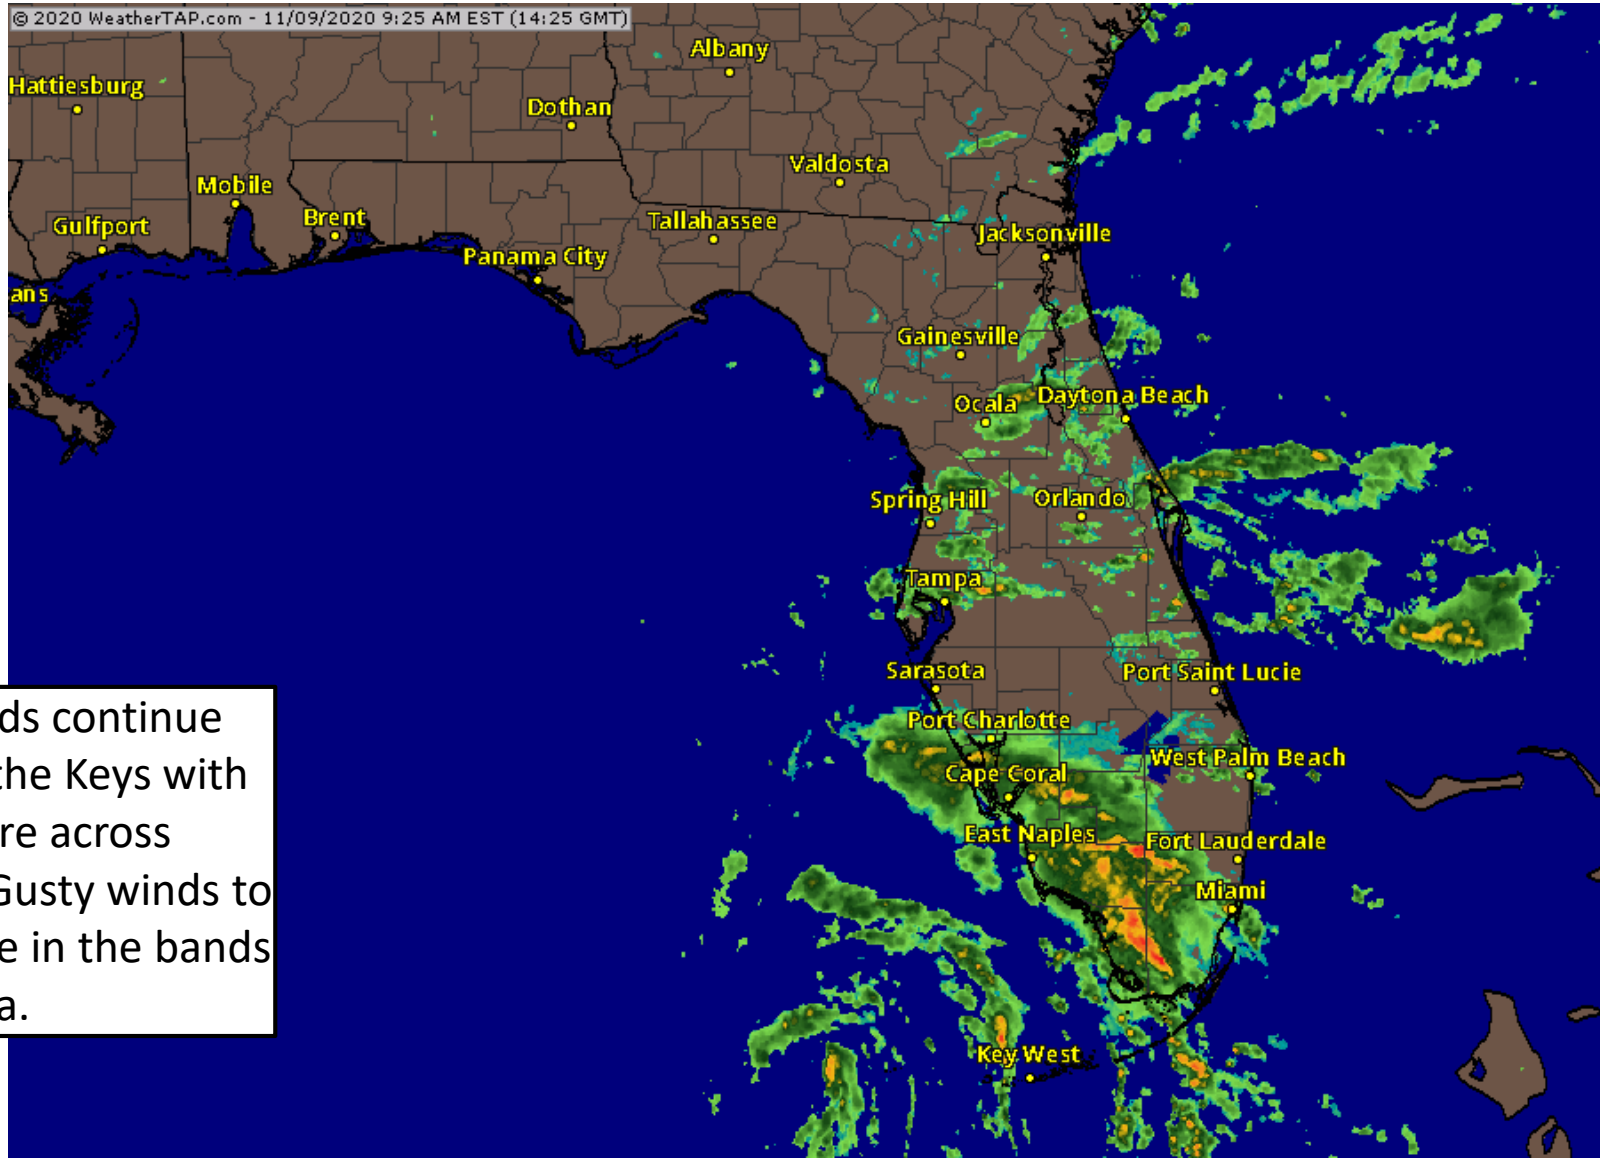 © 2020 WeatherTAP.com - 11/09/2020 9:25 AM EST (14:25 GMT)
Albany
Hattiesburg
Dothan
Valdosta
Mobile
Brent
Tallahassee
Gulfport
Jacksonville
Panama City
ans
Gainesville
Ocala
Daytona Beach
Spring Hill
Orlando
Tampa
Sarasota
Port Saint Lucie
Port Charlotte
West Palm Beach
Cape Coral
East Naples
Fort Lauderdale
Miami
Key West
ds continue
the Keys with
re across
Gusty winds to
e in the bands
a.